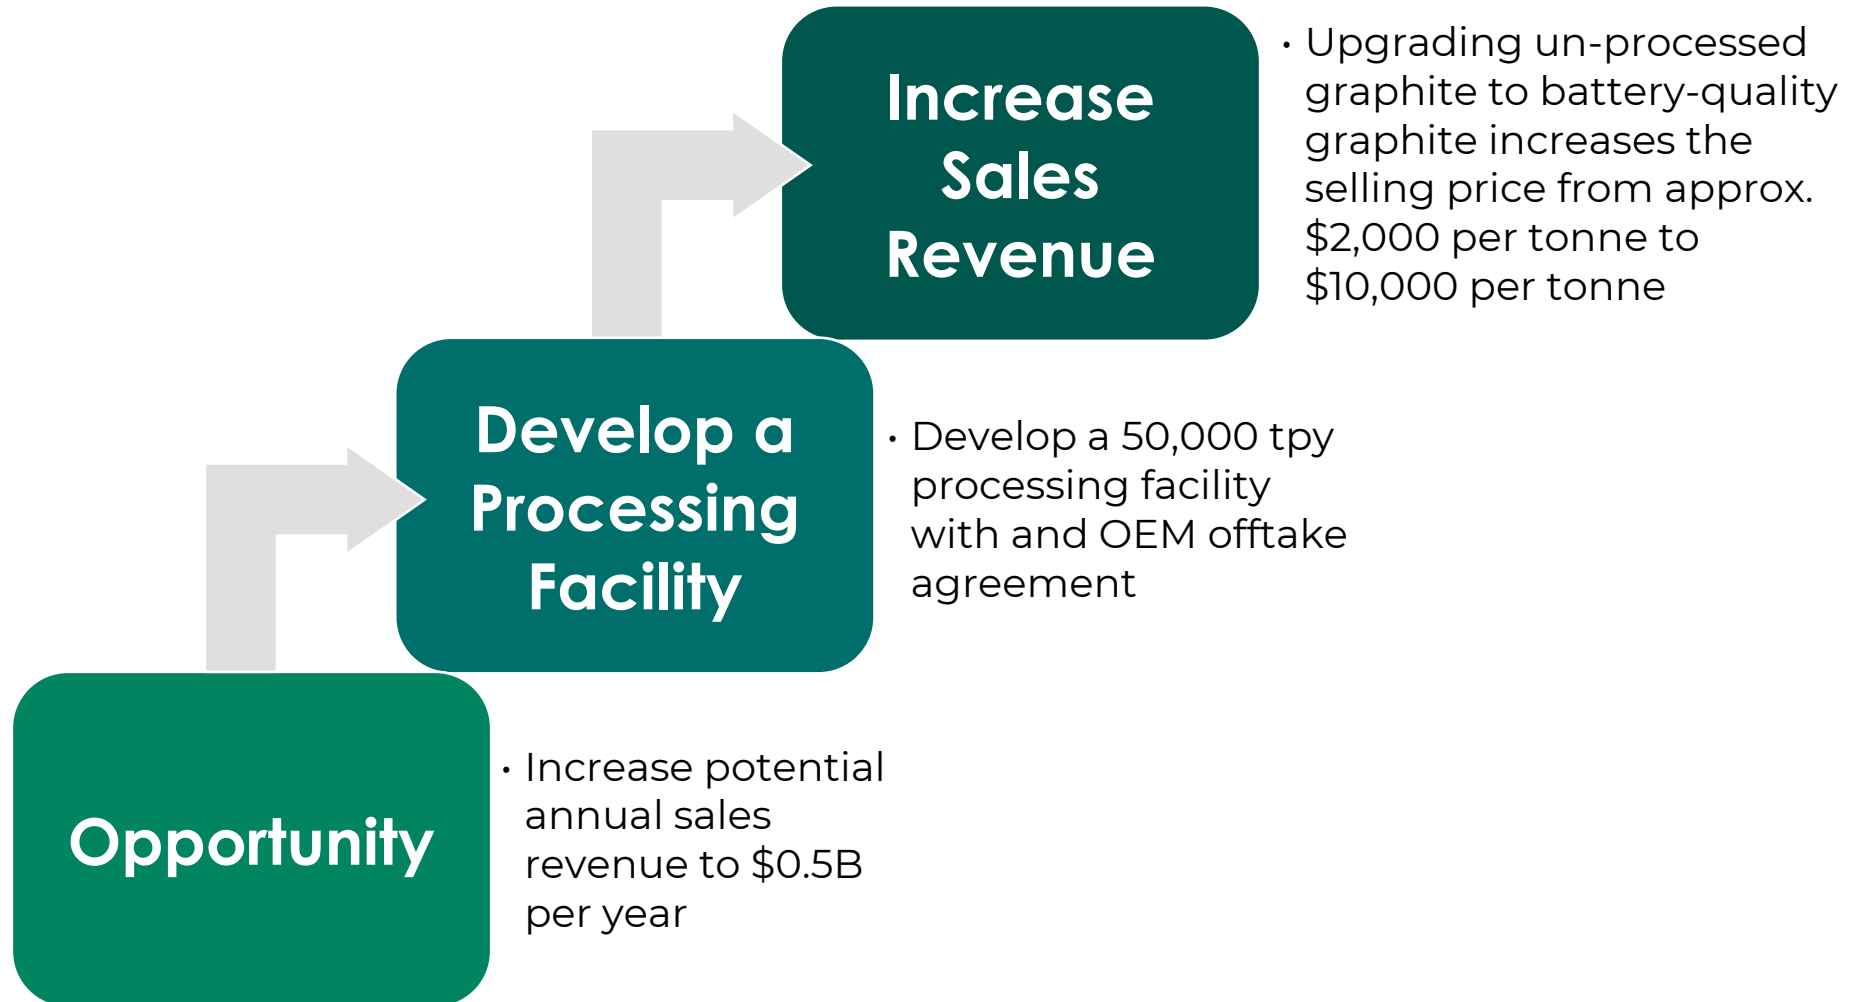 Increase
Sales
Revenue
· Upgrading un-processed
graphite to battery-quality
graphite increases the
selling price from approx.
$2,000 per tonne to
$10,000 per tonne
Develop a
Processing
Facility
· Develop a 50,000 tpy
processing facility
with and OEM offtake
agreement
Opportunity
· Increase potential
annual sales
revenue to $0.5B
per year